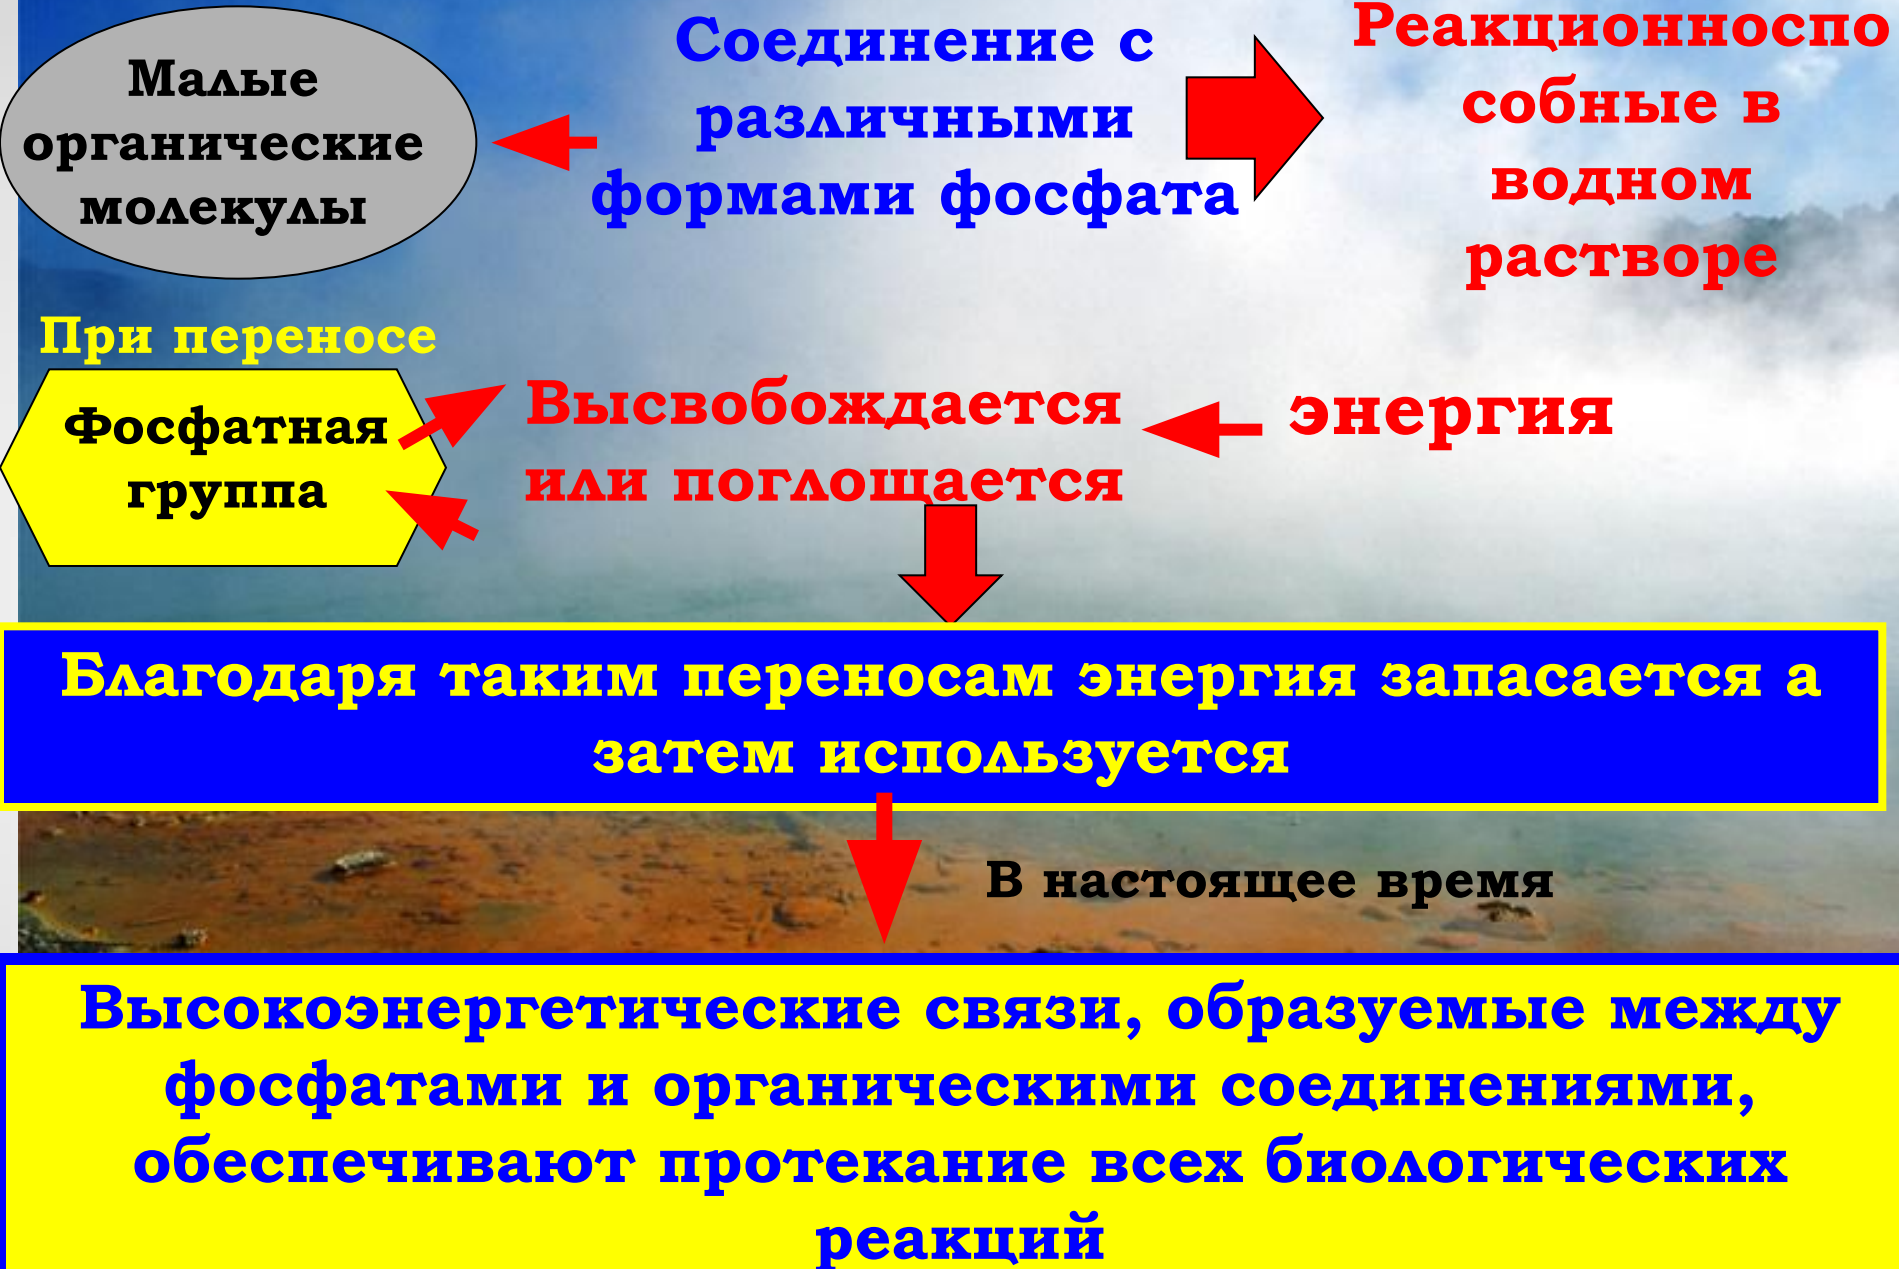 Малые
органические
молекулы
Соединение с
различными
формами фосфата
Реакционноспо
собные в
водном
растворе
При переносе
Фосфатная
группа
Высвобождается
или поглощается
энергия
Благодаря таким переносам энергия запасается а
затем используется
В настоящее время
Высокоэнергетические связи, образуемые между
фосфатами и органическими соединениями,
обеспечивают протекание всех биологических
реакций